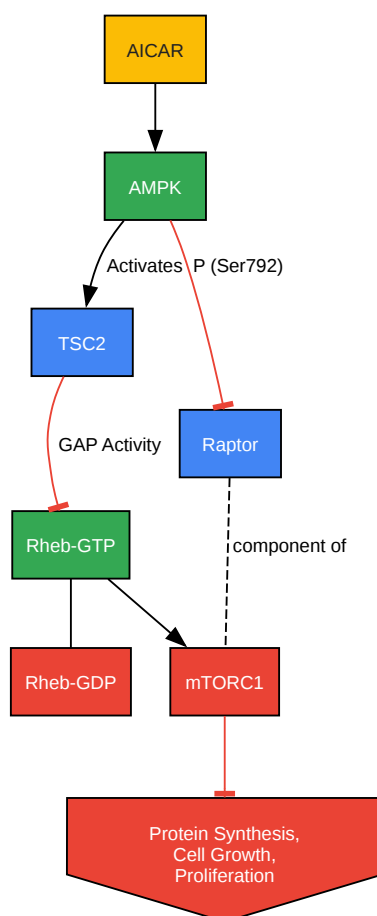 AICAR
AMPK
Activates
P (Ser792)
TSC2
GAP Activity
Raptor
Rheb-GTP
component of
Rheb-GDP
mTORC1
Protein Synthesis,
Cell Growth,
Proliferation